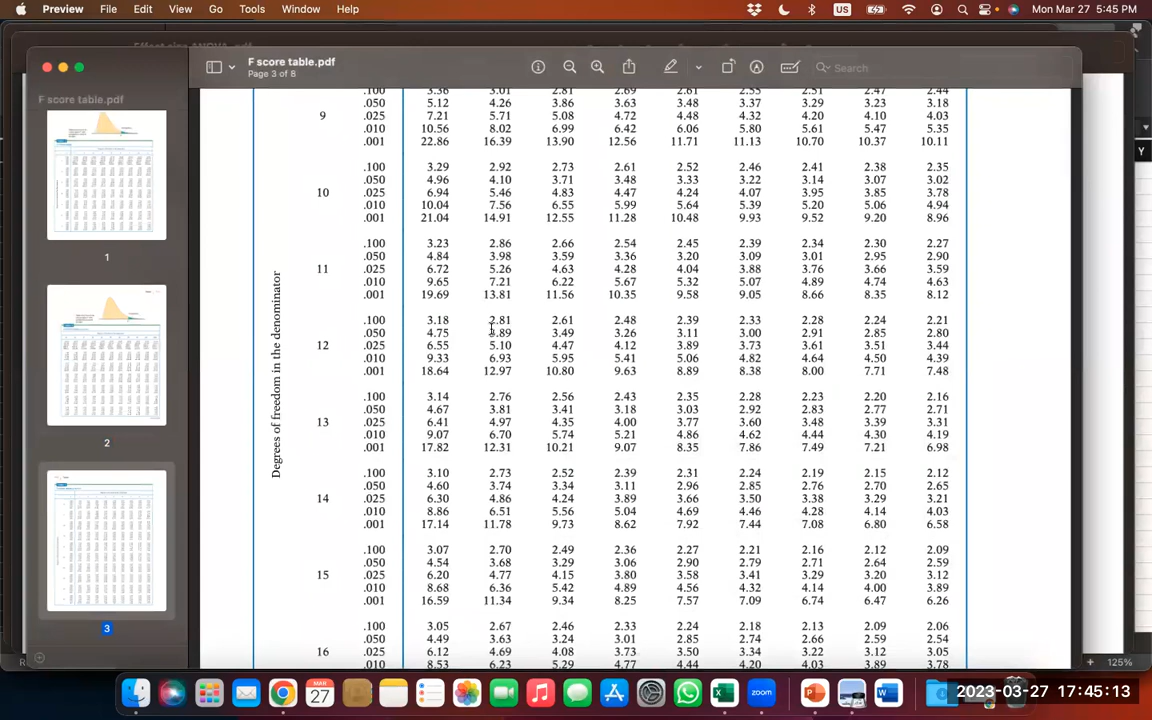 Preview File Edit View Go Tools Window Help US Mon Mar 27 5:45 PM
F score table.pdf
Page 3 of 8
Search
F score table.pdf
1
2
3
Degrees of freedom in the denominator
.100 3.36 3.01 2.81 2.69 2.61 2.55 2.51 2.47 2.44
.050 5.12 4.26 3.86 3.63 3.48 3.37 3.29 3.23 3.18
9 .025 7.21 5.71 5.08 4.72 4.48 4.32 4.20 4.10 4.03
.010 10.56 8.02 6.99 6.42 6.06 5.80 5.61 5.47 5.35
.001 22.86 16.39 13.90 12.56 11.71 11.13 10.70 10.37 10.11
.100 3.29 2.92 2.73 2.61 2.52 2.46 2.41 2.38 2.35
.050 4.96 4.10 3.71 3.48 3.33 3.22 3.14 3.07 3.02
10 .025 6.94 5.46 4.83 4.47 4.24 4.07 3.95 3.85 3.78
.010 10.04 7.56 6.55 5.99 5.64 5.39 5.20 5.06 4.94
.001 21.04 14.91 12.55 11.28 10.48 9.93 9.52 9.20 8.96
.100 3.23 2.86 2.66 2.54 2.45 2.39 2.34 2.30 2.27
.050 4.84 3.98 3.59 3.36 3.20 3.09 3.01 2.95 2.90
11 .025 6.72 5.26 4.63 4.28 4.04 3.88 3.76 3.66 3.59
.010 9.65 7.21 6.22 5.67 5.32 5.07 4.89 4.74 4.63
.001 19.69 13.81 11.56 10.35 9.58 9.05 8.66 8.35 8.12
.100 3.18 2.81 2.61 2.48 2.39 2.33 2.28 2.24 2.21
.050 4.75 3.89 3.49 3.26 3.11 3.00 2.91 2.85 2.80
12 .025 6.55 5.10 4.47 4.12 3.89 3.73 3.61 3.51 3.44
.010 9.33 6.93 5.95 5.41 5.06 4.82 4.64 4.50 4.39
.001 18.64 12.97 10.80 9.63 8.89 8.38 8.00 7.71 7.48
.100 3.14 2.76 2.56 2.43 2.35 2.28 2.23 2.20 2.16
.050 4.67 3.81 3.41 3.18 3.03 2.92 2.83 2.77 2.71
13 .025 6.41 4.97 4.35 4.00 3.77 3.60 3.48 3.39 3.31
.010 9.07 6.70 5.74 5.21 4.86 4.62 4.44 4.30 4.19
.001 17.82 12.31 10.21 9.07 8.35 7.86 7.49 7.21 6.98
.100 3.10 2.73 2.52 2.39 2.31 2.24 2.19 2.15 2.12
.050 4.60 3.74 3.34 3.11 2.96 2.85 2.76 2.70 2.65
14 .025 6.30 4.86 4.24 3.89 3.66 3.50 3.38 3.29 3.21
.010 8.86 6.51 5.56 5.04 4.69 4.46 4.28 4.14 4.03
.001 17.14 11.78 9.73 8.62 7.92 7.44 7.08 6.80 6.58
.100 3.07 2.70 2.49 2.36 2.27 2.21 2.16 2.12 2.09
.050 4.54 3.68 3.29 3.06 2.90 2.79 2.71 2.64 2.59
15 .025 6.20 4.77 4.15 3.80 3.58 3.41 3.29 3.20 3.12
.010 8.68 6.36 5.42 4.89 4.56 4.32 4.14 4.00 3.89
.001 16.59 11.34 9.34 8.25 7.57 7.09 6.74 6.47 6.26
.100 3.05 2.67 2.46 2.33 2.24 2.18 2.13 2.09 2.06
.050 4.49 3.63 3.24 3.01 2.85 2.74 2.66 2.59 2.54
16 .025 6.12 4.69 4.08 3.73 3.50 3.34 3.22 3.12 3.05
.010 8.53 6.23 5.29 4.77 4.44 4.20 4.03 3.89 3.78
Y
125%
MAR
27
zoom
2023-03-27 17:45:13